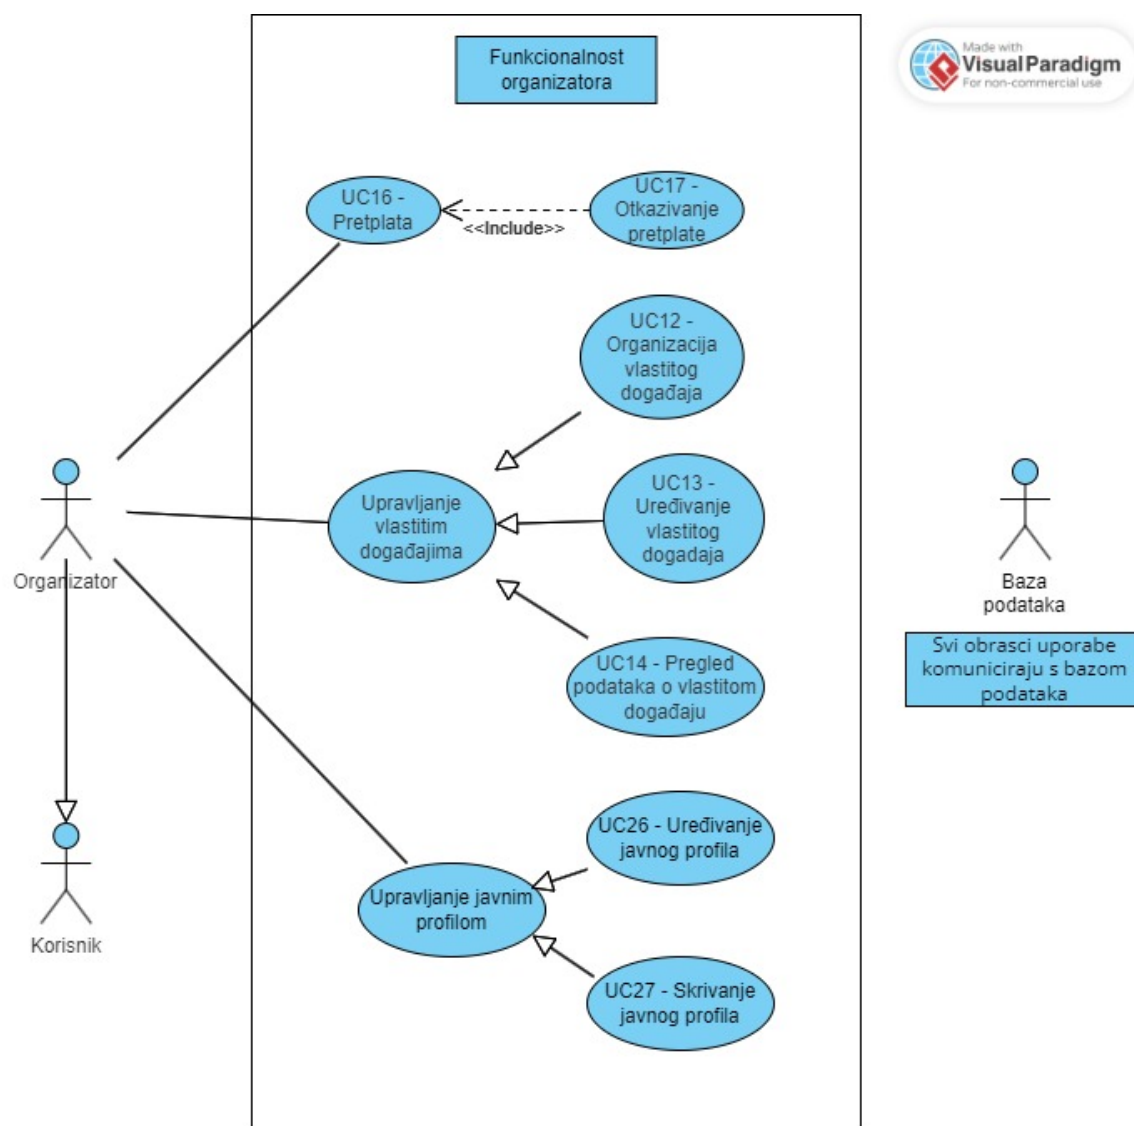 Funkcionalnost
organizatora
Made with
Visual Paradigm
For non-commercial use
UC16 -
Pretplata
<<Include>>
UC17 -
Otkazivanje
pretplate
UC12 -
Organizacija
vlastitog
događaja
Upravljanje
vlastitim
događajima
UC13 -
Uređivanje
vlastitog
dogadaja
UC14 - Pregled
podataka o vlastitom
događaju
Organizator
Baza
podataka
Svi obrasci uporabe
komuniciraju s bazom
podataka
UC26 - Uređivanje
javnog profila
Upravljanje javnim
profilom
UC27 - Skrivanje
javnog profila
Korisnik